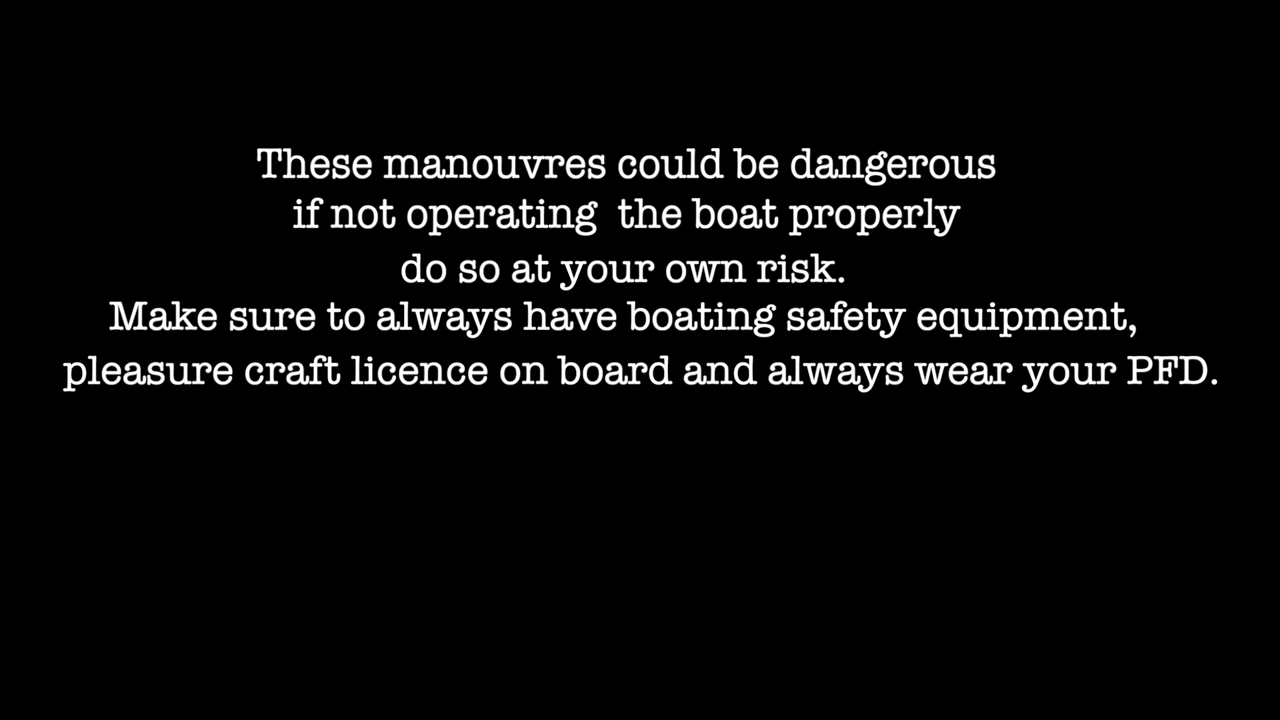 These manouvres could be dangerous
if not operating  the boat properly
do so at your own risk.
Make sure to always have boating safety equipment,
pleasure craft licence on board and always wear your PFD.